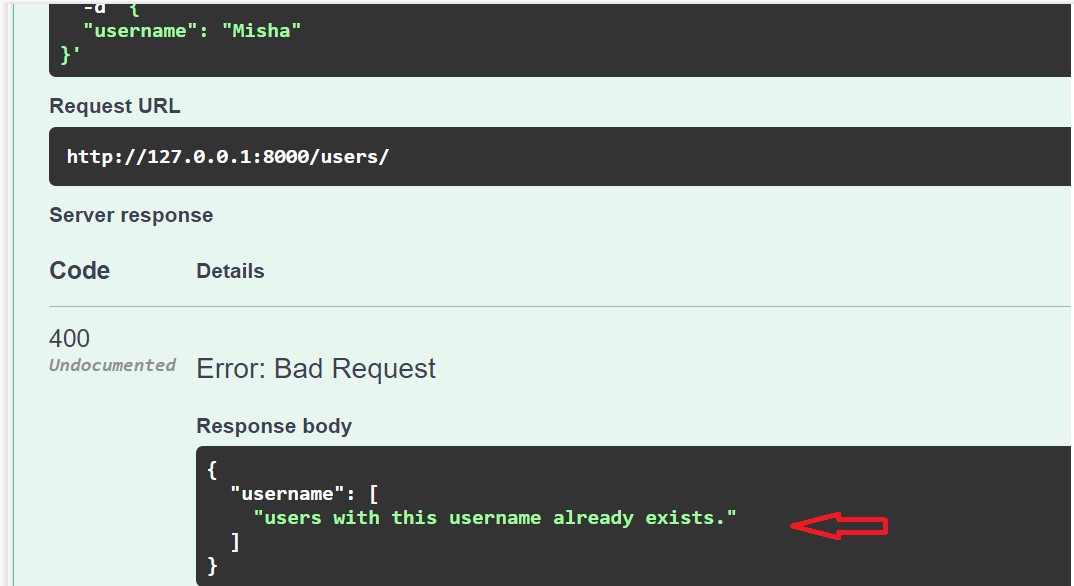 -d '{
"username": "Misha"
}'
Request URL
http://127.0.0.1:8000/users/
Server response
Code Details
400
Undocumented
Error: Bad Request
Response body
{
"username": [
"users with this username already exists."
]
}